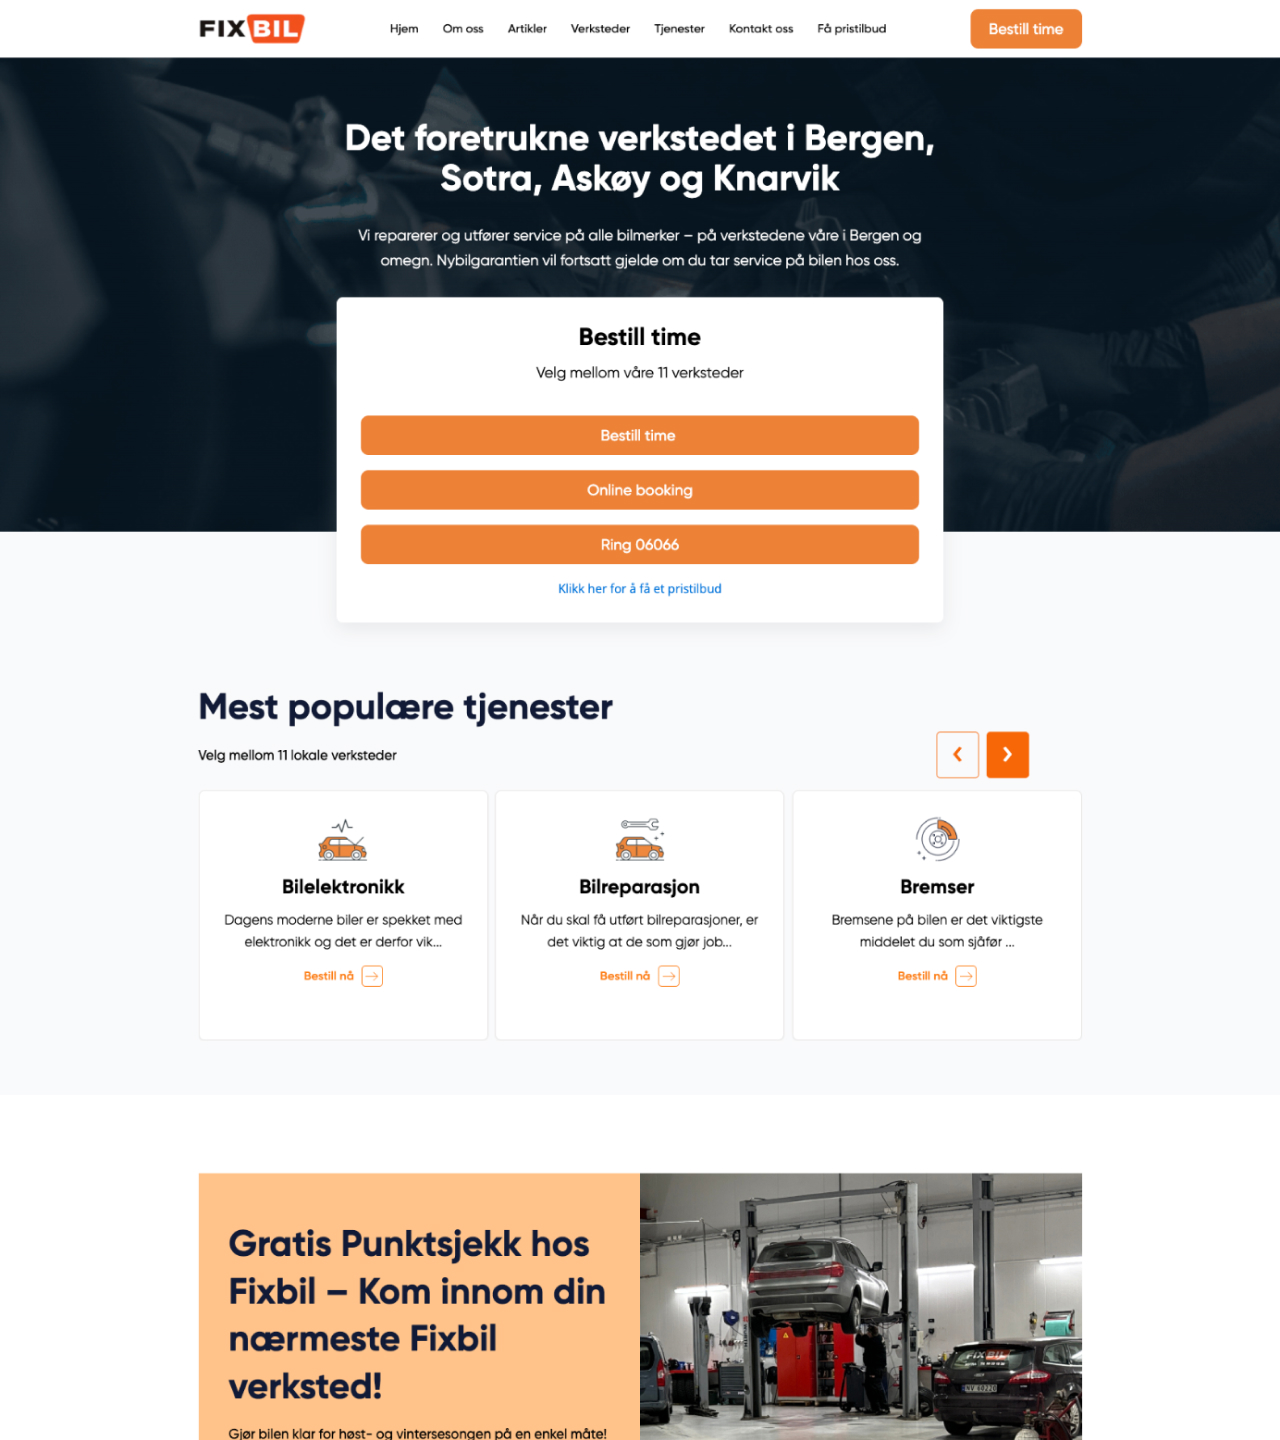 FIXBIL
Hjem Om oss Artikler Verksteder Tjenester Kontakt oss Få pristilbud
Bestill time
Det foretrukne verkstedet i Bergen,
Sotra, Askøy og Knarvik
Vi reparerer og utfører service på alle bilmerker – på verkstedene våre i Bergen og
omegn. Nybilgarantien vil fortsatt gjelde om du tar service på bilen hos oss.
Bestill time
Velg mellom våre 11 verksteder
Bestill time
Online booking
Ring 06066
Klikk her for å få et pristilbud
Mest populære tjenester
Velg mellom 11 lokale verksteder
Bilelektronikk
Dagens moderne biler er spekket med
elektronikk og det er derfor vik...
Bestill nå
Bilreparasjon
Når du skal få utført bilreparasjoner, er
det viktig at de som gjør job...
Bestill nå
Bremser
Bremsene på bilen er det viktigste
middelet du som sjåfør ...
Bestill nå
Gratis Punktsjekk hos
Fixbil – Kom innom din
nærmeste Fixbil
verksted!
Gjør bilen klar for høst- og vintersesongen på en enkel måte!
FIXBIL